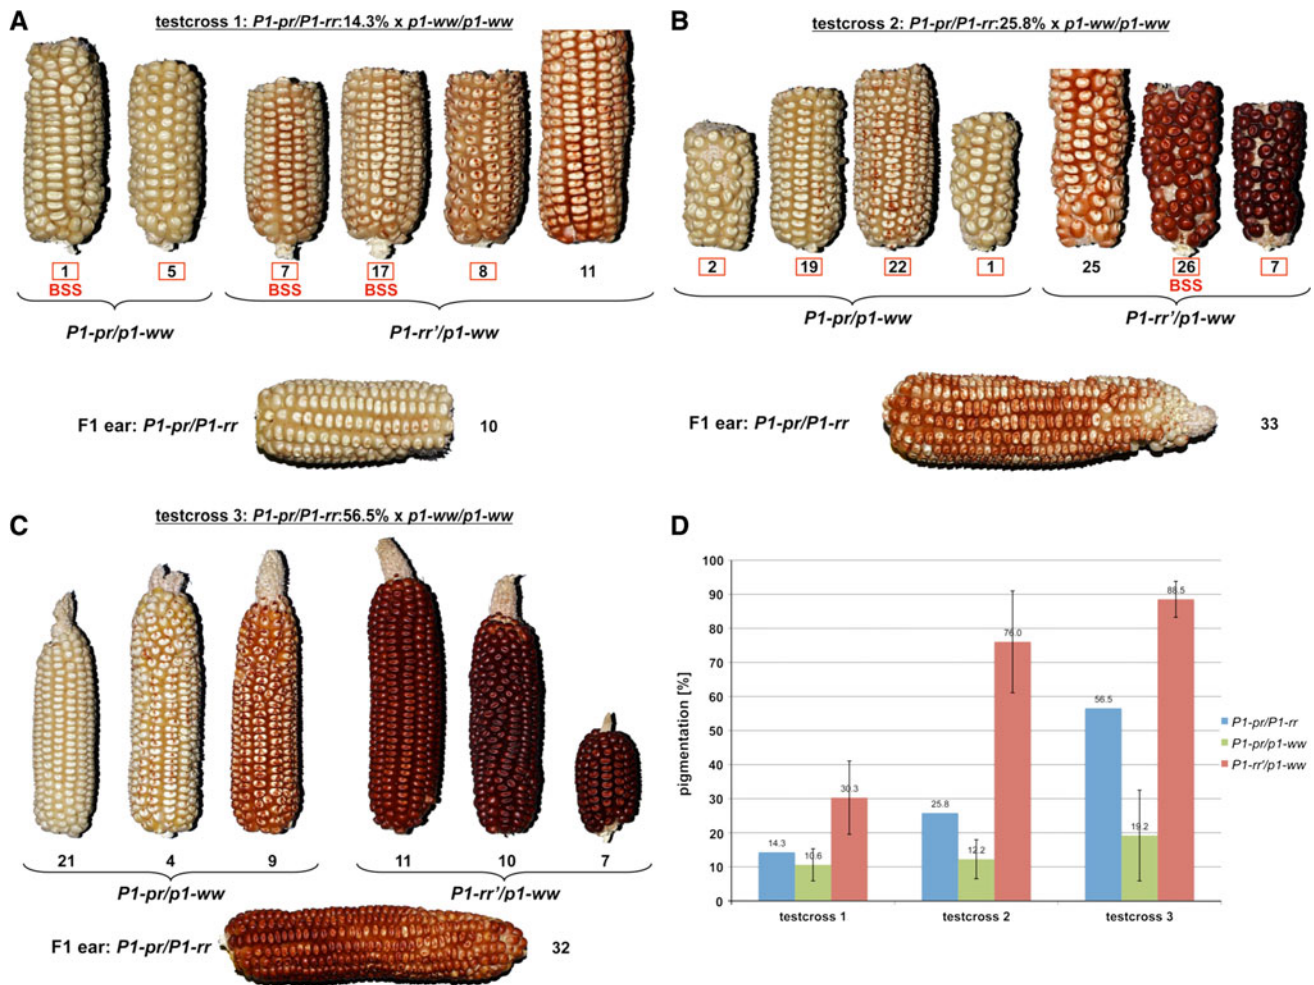 A
testcross 1: P1-pr/P1-rr:14.3% x p1-ww/p1-ww
1 5 7 17 8 11
BSS BSS BSS
P1-pr/p1-ww P1-rr'/p1-ww
F1 ear: P1-pr/P1-rr 10
B
testcross 2: P1-pr/P1-rr:25.8% x p1-ww/p1-ww
2 19 22 1 25 26 7
BSS
P1-pr/p1-ww P1-rr'/p1-ww
F1 ear: P1-pr/P1-rr 33
C
testcross 3: P1-pr/P1-rr:56.5% x p1-ww/p1-ww
21 4 9 11 10 7
P1-pr/p1-ww P1-rr'/p1-ww
F1 ear: P1-pr/P1-rr 32
D
pigmentation [%]
100
90
80
70
60
50
40
30
20
10
0
14.3 10.6 30.3
25.8 12.2 76.0
56.5 19.2 88.5
testcross 1 testcross 2 testcross 3
P1-pr/P1-rr
P1-pr/p1-ww
P1-rr'/p1-ww